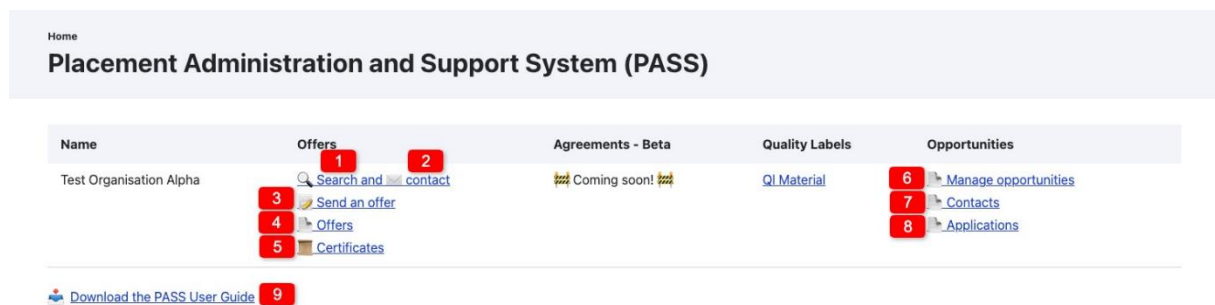 Home
Placement Administration and Support System (PASS)
Name Offers Agreements - Beta Quality Labels Opportunities
1 2
Test Organisation Alpha Search and contact Coming soon! QI Material 6 Manage opportunities
3 Send an offer 7 Contacts
4 Offers 8 Applications
5 Certificates
Download the PASS User Guide 9